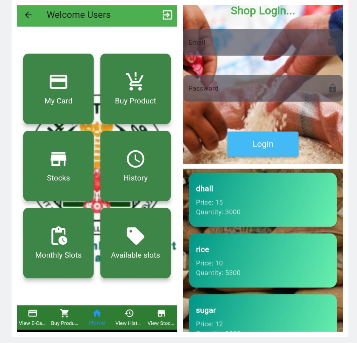 Welcome Users
My Card
Buy Product
Stocks
History
Monthly Slots
Available slots
View E-Ca...
Buy Produ...
Home
View Hist...
View Stoc...
Shop Login...
Email
Password
Login
dhall
Price: 15
Quantity: 3000
rice
Price: 10
Quantity: 5300
sugar
Price: 12